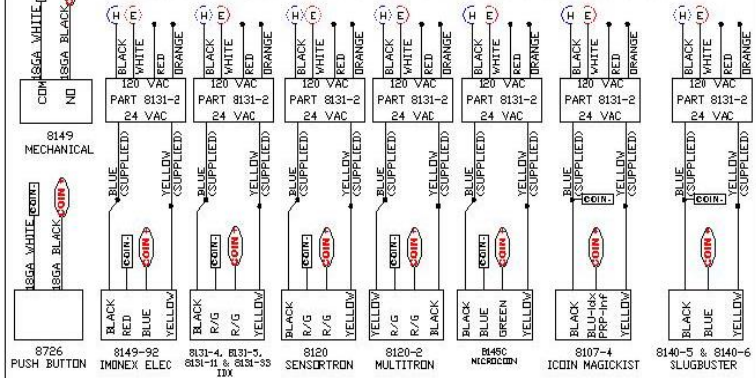 H E H E H E H E H E H E H E
18GA WHITE 18GA BLACK
BLACK WHITE RED ORANGE BLACK WHITE RED ORANGE BLACK WHITE RED ORANGE BLACK WHITE RED ORANGE BLACK WHITE RED ORANGE BLACK WHITE RED ORANGE BLACK WHITE RED ORANGE
COM NO
120 VAC 120 VAC 120 VAC 120 VAC 120 VAC 120 VAC 120 VAC
PART 8131-2 PART 8131-2 PART 8131-2 PART 8131-2 PART 8131-2 PART 8131-2 PART 8131-2
24 VAC 24 VAC 24 VAC 24 VAC 24 VAC 24 VAC 24 VAC
8149
MECHANICAL
BLUE (SUPPLIED) YELLOW (SUPPLIED) BLUE (SUPPLIED) YELLOW (SUPPLIED) BLUE (SUPPLIED) YELLOW (SUPPLIED) BLUE (SUPPLIED) YELLOW (SUPPLIED) BLUE (SUPPLIED) YELLOW (SUPPLIED) BLUE (SUPPLIED) YELLOW (SUPPLIED) BLUE (SUPPLIED) YELLOW (SUPPLIED)
COIN- COIN
COIN- COIN-
18GA WHITE 18GA BLACK
COIN- COIN COIN- COIN COIN- COIN COIN- COIN COIN- COIN COIN COIN
BLACK RED BLUE YELLOW
BLACK R/G R/G YELLOW
BLACK R/G R/G YELLOW
YELLOW R/G R/G BLACK
BLACK BLUE GREEN YELLOW
BLACK BLU-Idx PRP-Inf YELLOW
BLACK BLUE YELLOW
8726
PUSH BUTTON
8149-92
IMONEX ELEC
8131-4, 8131-5,
8131-11 & 8131-33
IDX
8120
SENSORTRON
8120-2
MULTITRON
8145C
MICROCOIN
8107-4
ICOIN MAGICKIST
8140-5 & 8140-6
SLUGBUSTER